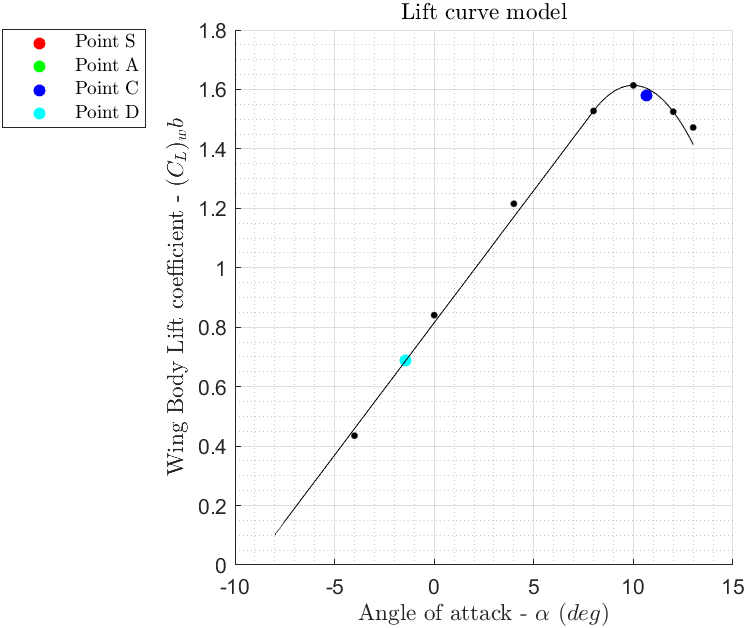 Lift curve model
Point S
Point A
Point C
Point D
Wing Body Lift coefficient - $(C_L)_w b$
1.8
1.6
1.4
1.2
1
0.8
0.6
0.4
0.2
0
-10
-5
0
5
10
15
Angle of attack - α (deg)